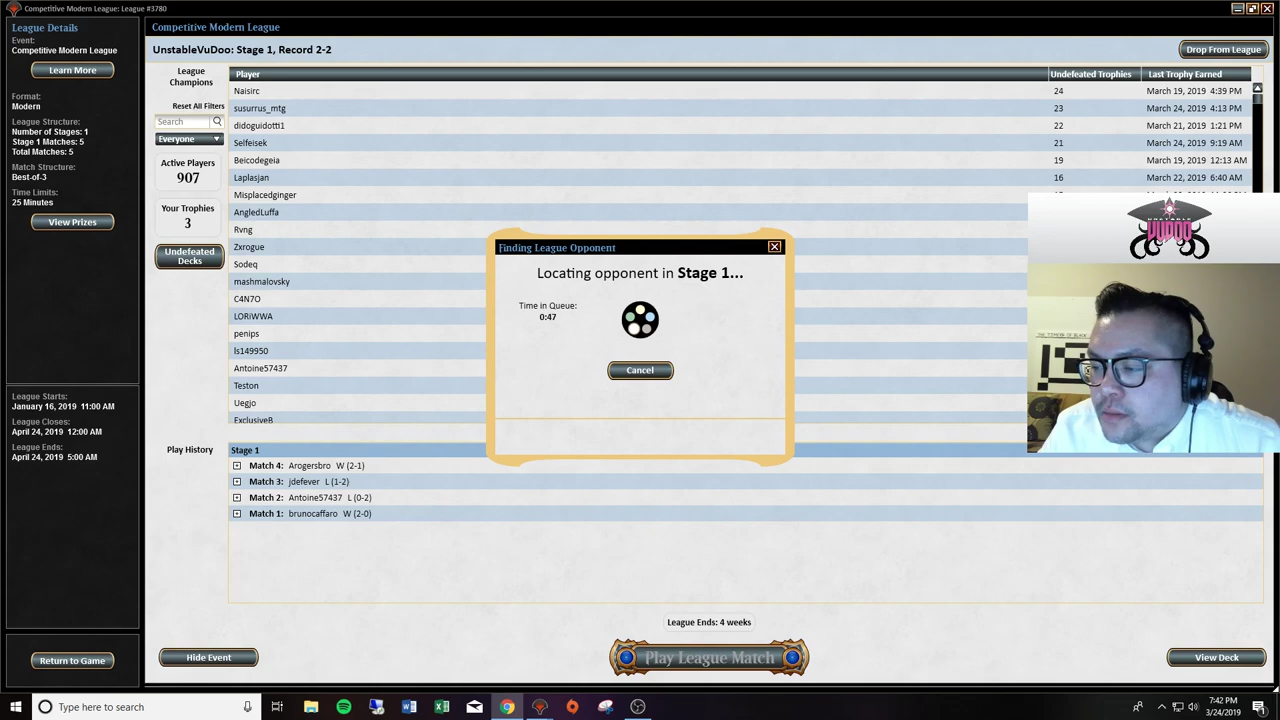 Competitive Modern League: League #3780
League Details
Event:
Competitive Modern League
Learn More
Format:
Modern
League Structure:
Number of Stages: 1
Stage 1 Matches: 5
Total Matches: 5
Match Structure:
Best-of-3
Time Limits:
25 Minutes
View Prizes
League Starts:
January 16, 2019 11:00 AM
League Closes:
April 24, 2019 12:00 AM
League Ends:
April 24, 2019 5:00 AM
Return to Game
Competitive Modern League
UnstableVuDoo: Stage 1, Record 2-2
Drop From League
League
Champions
Reset All Filters
Search
Everyone
Active Players
907
Your Trophies
3
Undefeated
Decks
Player Undefeated Trophies Last Trophy Earned
Naisirc 24 March 19, 2019 4:39 PM
susurrus_mtg 23 March 24, 2019 4:13 PM
didoguidotti1 22 March 21, 2019 1:21 PM
Selfeisek 21 March 24, 2019 9:19 AM
Beicodegeia 19 March 19, 2019 12:13 AM
Laplasjan 16 March 22, 2019 6:40 AM
Misplacedginger
AngledLuffa
Rvng
Zxrogue
Sodeq
mashmalovsky
C4N7O
LORiWWA
penips
ls149950
Antoine57437
Teston
Uegjo
ExclusiveB
Finding League Opponent
Locating opponent in Stage 1...
Time in Queue:
0:47
Cancel
UNSTABLE
VUDOO
Play History
Stage 1
Match 4: Arogersbro W (2-1)
Match 3: jdefever L (1-2)
Match 2: Antoine57437 L (0-2)
Match 1: brunocaffaro W (2-0)
League Ends: 4 weeks
Hide Event
Play League Match
View Deck
Type here to search
7:42 PM
3/24/2019